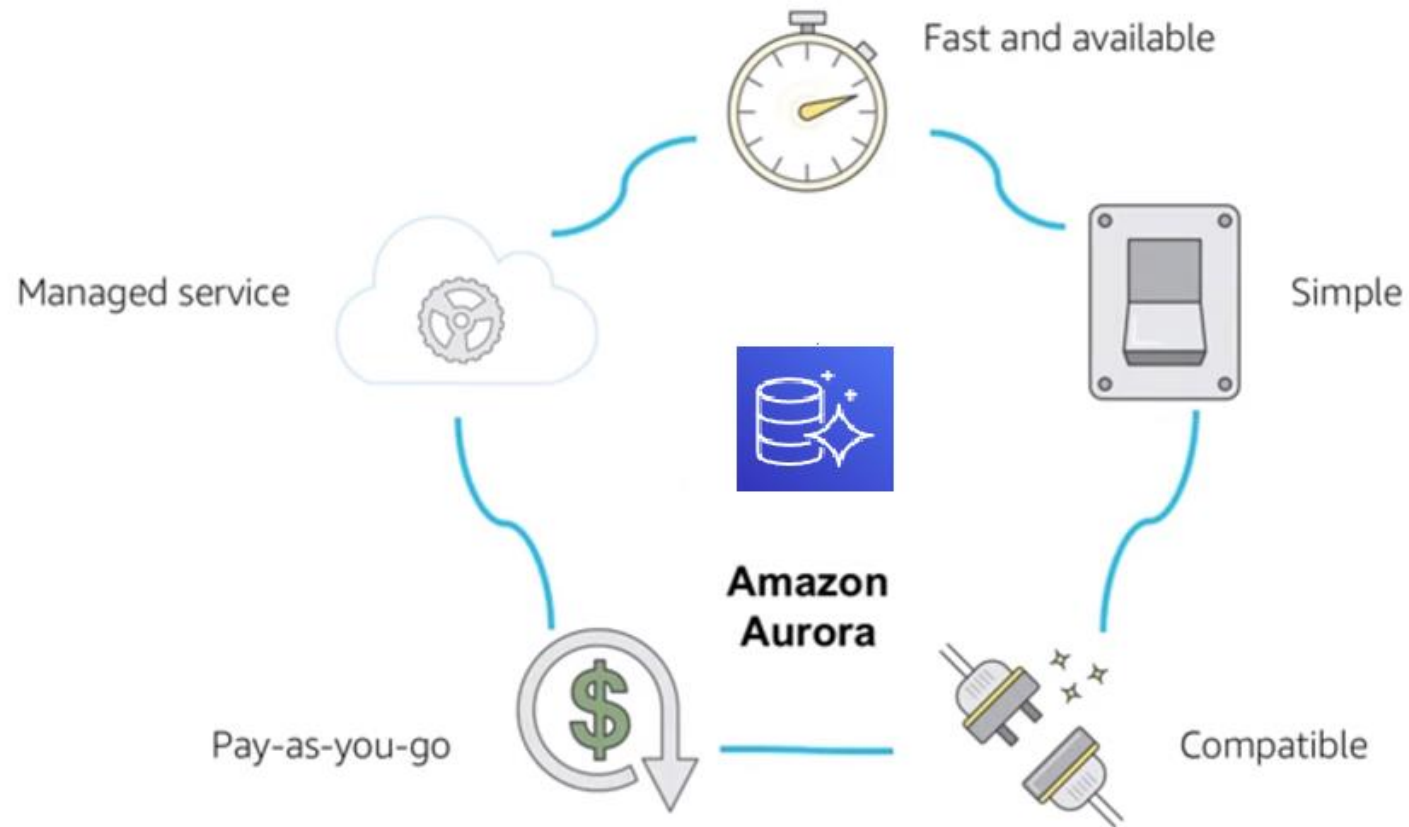 Fast and available
Managed service
Simple
Amazon
Aurora
Pay-as-you-go
Compatible